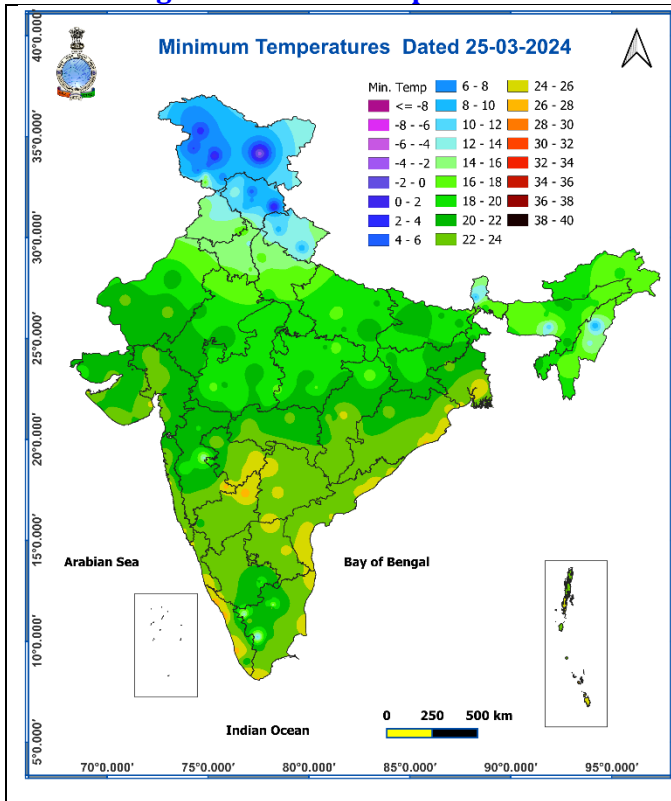 Minimum Temperatures Dated 25-03-2024
Min. Temp
<= -8
-8 - -6
-6 - -4
-4 - -2
-2 - 0
0 - 2
2 - 4
4 - 6
6 - 8
8 - 10
10 - 12
12 - 14
14 - 16
16 - 18
18 - 20
20 - 22
22 - 24
24 - 26
26 - 28
28 - 30
30 - 32
32 - 34
34 - 36
36 - 38
38 - 40
40°0.000'
35°0.000'
30°0.000'
25°0.000'
20°0.000'
15°0.000'
10°0.000'
5°0.000'
Arabian Sea
Bay of Bengal
Indian Ocean
0 250 500 km
70°0.000' 75°0.000' 80°0.000' 85°0.000' 90°0.000' 95°0.000'